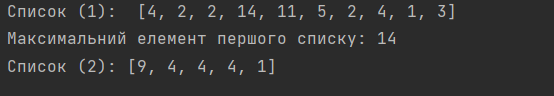 Список (1):  [4, 2, 2, 14, 11, 5, 2, 4, 1, 3]
Максимальний елемент першого списку: 14
Список (2): [9, 4, 4, 4, 1]